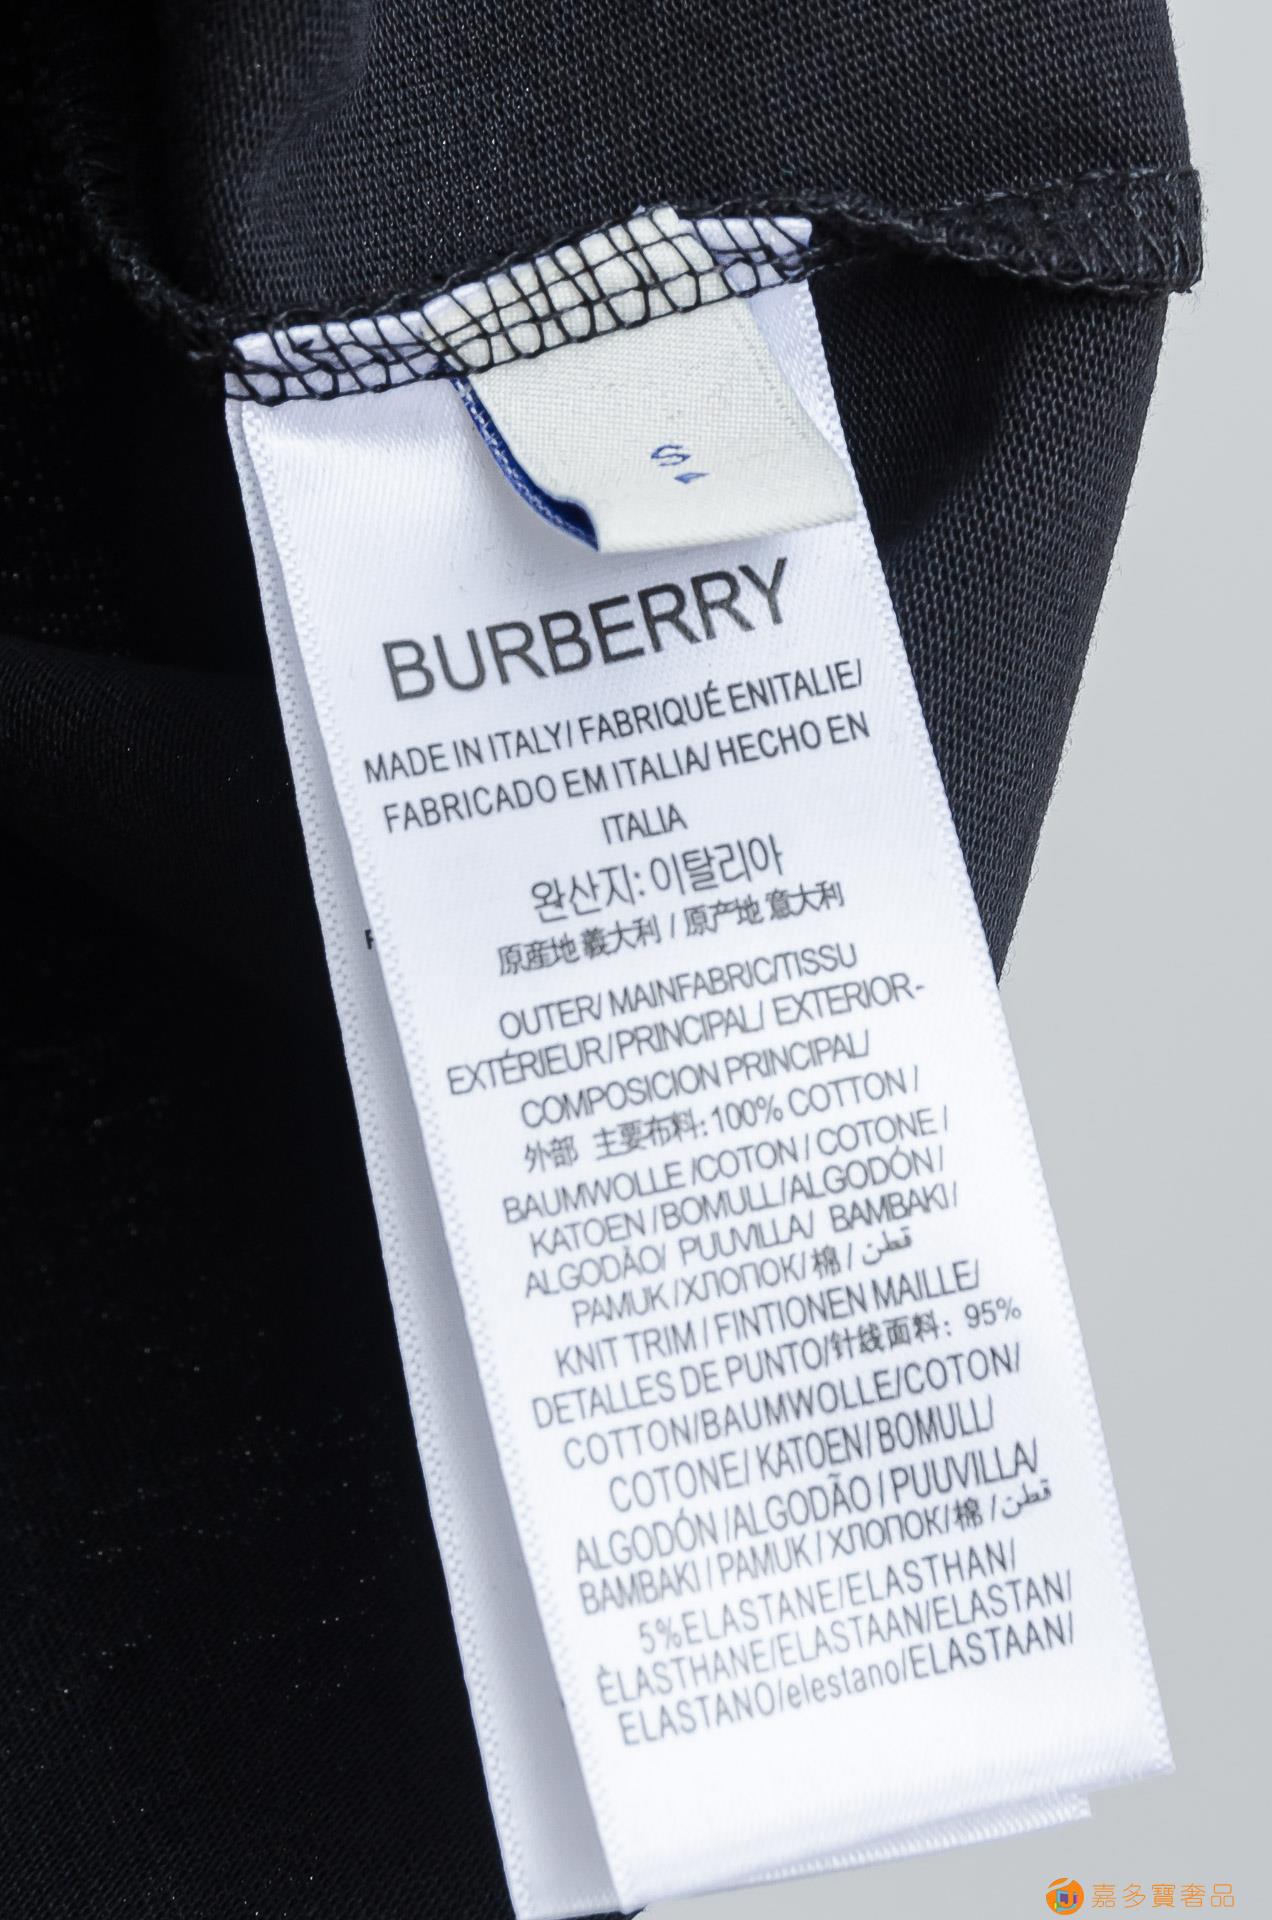 S
BURBERRY
MADE IN ITALY/ FABRIQUÉ ENITALIE/
FABRICADO EM ITALIA/ HECHO EN
ITALIA
완산지: 이탈리아
原産地 義大利 / 原产地 意大利
OUTER/ MAINFABRIC/TISSU
EXTÉRIEUR/PRINCIPAL/ EXTERIOR-
COMPOSICION PRINCIPAL/
外部 主要布料: 100% COTTON /
BAUMWOLLE /COTON / COTONE /
KATOEN /BOMULL/ALGODÓN/
ALGODÃO/ PUUVILLA/ BAMBAKI/
PAMUK /ХЛОПОК/棉 / قطن
KNIT TRIM / FINTIONEN MAILLE/
DETALLES DE PUNTO/针线面料: 95%
COTTON/BAUMWOLLE/COTON/
COTONE/ KATOEN/ BOMULL/
ALGODÓN /ALGODÃO / PUUVILLA/
BAMBAKI / PAMUK / ХЛОПОК/棉 / قطن
5%ELASTANE/ELASTHAN/
ÈLASTHANE/ELASTAAN/ELASTAN/
ELASTANO/elestano/ELASTAAN/
嘉多寶奢品